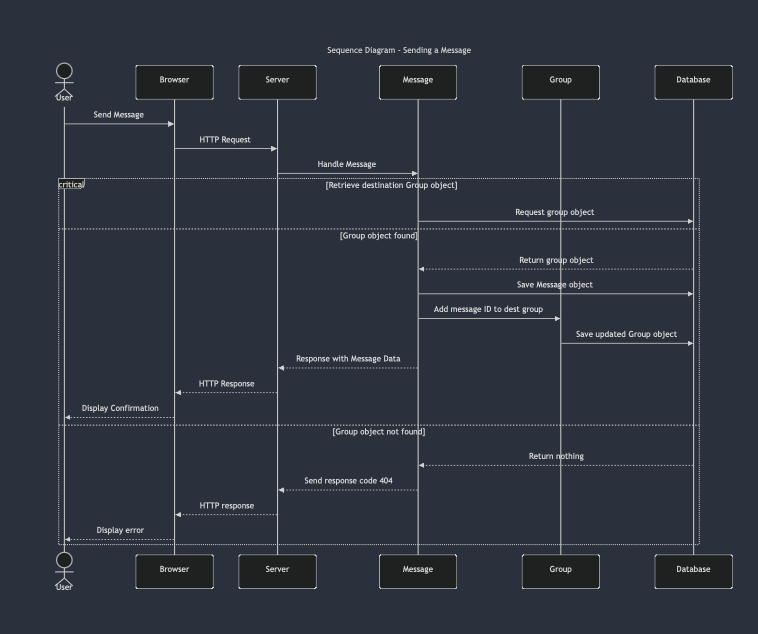 Sequence Diagram - Sending a Message
User
Browser
Server
Message
Group
Database
Send Message
HTTP Request
Handle Message
critical
[Retrieve destination Group object]
Request group object
[Group object found]
Return group object
Save Message object
Add message ID to dest group
Save updated Group object
Response with Message Data
HTTP Response
Display Confirmation
[Group object not found]
Return nothing
Send response code 404
HTTP response
Display error
User
Browser
Server
Message
Group
Database